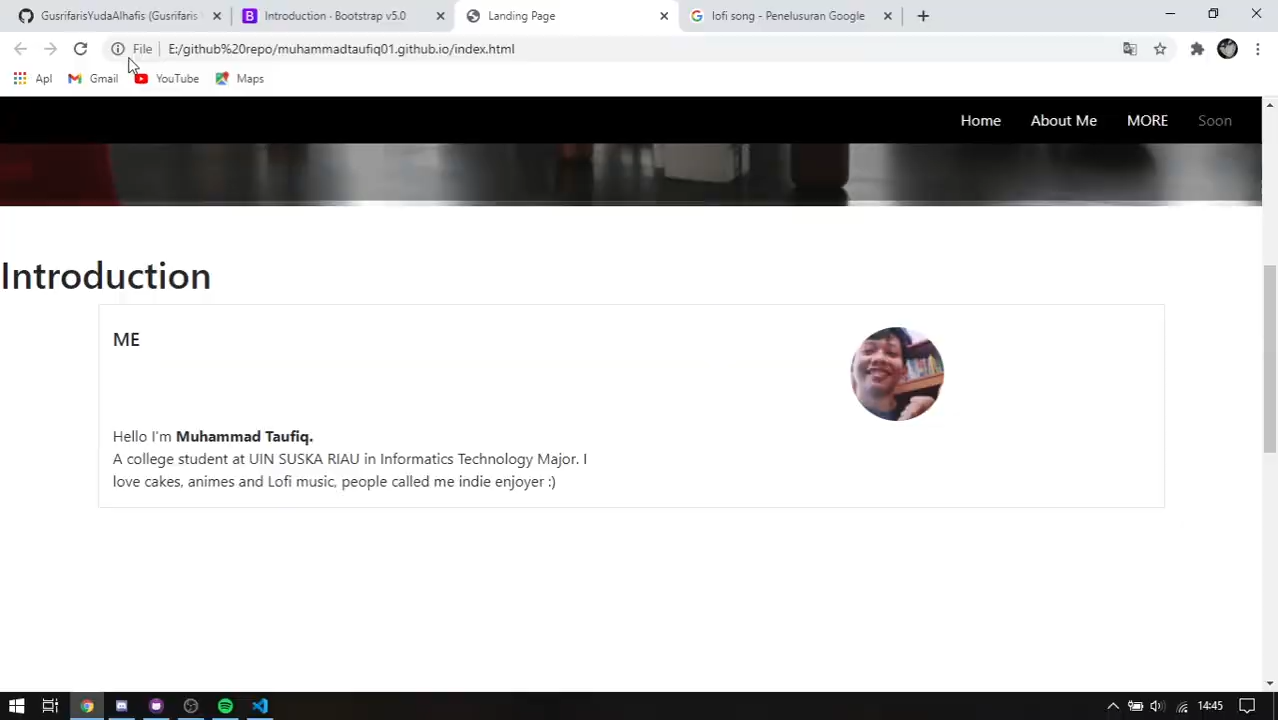 GusrifarisYudaAlhafis (Gusrifaris
Introduction · Bootstrap v5.0
Landing Page
lofi song - Penelusuran Google
File
E:/github%20repo/muhammadtaufiq01.github.io/index.html
Apl
Gmail
YouTube
Maps
Home
About Me
MORE
Soon
Introduction
ME
Hello I'm Muhammad Taufiq.
A college student at UIN SUSKA RIAU in Informatics Technology Major. I
love cakes, animes and Lofi music, people called me indie enjoyer :)
14:45